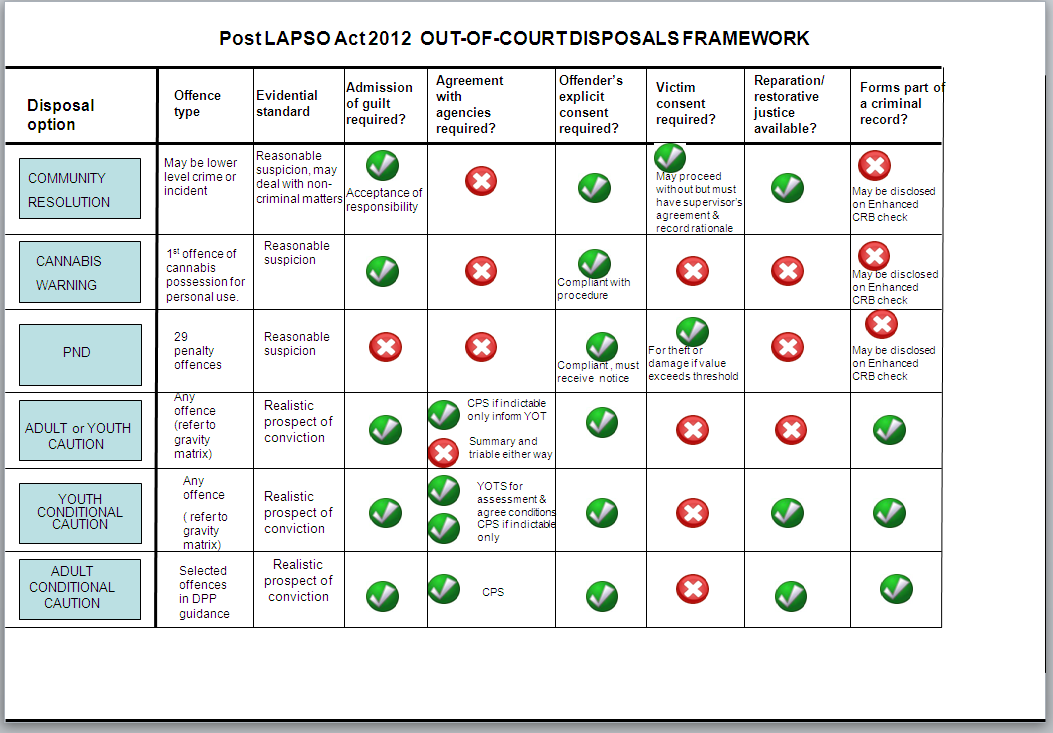 Post LAPSO Act 2012 OUT-OF-COURT DISPOSALS FRAMEWORK
Disposal
option
Offence
type
Evidential
standard
Admission
of guilt
required?
Agreement
with
agencies
required?
Offender's
explicit
consent
required?
Victim
consent
required?
Reparation/
restorative
justice
available?
Forms part of
a criminal
record?
COMMUNITY
RESOLUTION
May be lower
level crime or
incident
Reasonable
suspicion, may
deal with non-
criminal matters
Acceptance of
responsibility
May proceed
without but must
have supervisor's
agreement &
record rationale
May be disclosed
on Enhanced
CRB check
CANNABIS
WARNING
1st offence of
cannabis
possession for
personal use.
Reasonable
suspicion
Compliant with
procedure
May be disclosed
on Enhanced
CRB check
PND
29
penalty
offences
Reasonable
suspicion
Compliant , must
receive notice
For theft or
damage if value
exceeds threshold
May be disclosed
on Enhanced
CRB check
ADULT or YOUTH
CAUTION
Any
offence
(refer to
gravity
matrix)
Realistic
prospect of
conviction
CPS if indictable
only inform YOT
Summary and
triable either way
YOUTH
CONDITIONAL
CAUTION
Any
offence
( refer to
gravity
matrix)
Realistic
prospect of
conviction
YOTS for
assessment &
agree conditions
CPS if indictable
only
ADULT
CONDITIONAL
CAUTION
Selected
offences
in DPP
guidance
Realistic
prospect of
conviction
CPS